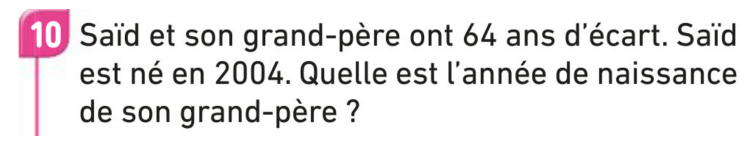 10 Saïd et son grand-père ont 64 ans d’écart. Saïd
est né en 2004. Quelle est l’année de naissance
de son grand-père ?